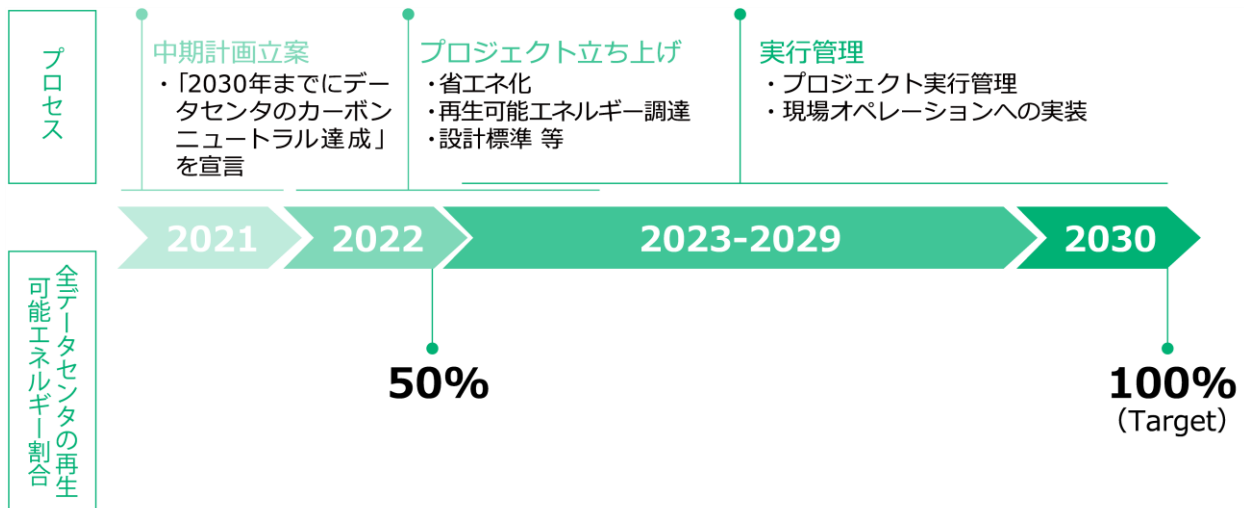 プロセス
中期計画立案
・「2030年までにデー
タセンタのカーボン
ニュートラル達成」
を宣言
プロジェクト立ち上げ
・省エネ化
・再生可能エネルギー調達
・設計標準 等
実行管理
・プロジェクト実行管理
・現場オペレーションへの実装
2021
2022
2023-2029
2030
全データセンタの再生
可能エネルギー割合
50%
100%
（Target）